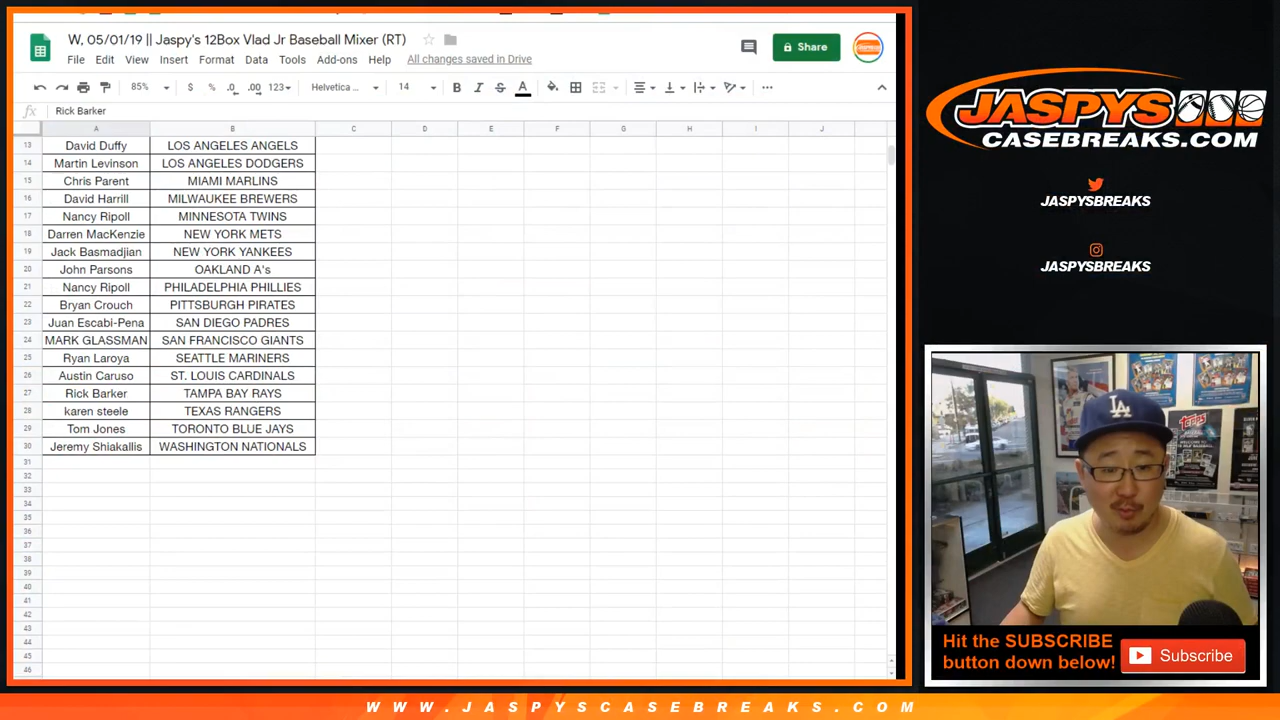 W, 05/01/19 || Jaspy's 12Box Vlad Jr Baseball Mixer (RT)
Share
File Edit View Insert Format Data Tools Add-ons Help All changes saved in Drive
85% $ % .0 .00 123 Helvetica ... 14 B I S A
fx Rick Barker
A B C D E F G H I J
13 David Duffy LOS ANGELES ANGELS
14 Martin Levinson LOS ANGELES DODGERS
15 Chris Parent MIAMI MARLINS
16 David Harrill MILWAUKEE BREWERS
17 Nancy Ripoll MINNESOTA TWINS
18 Darren MacKenzie NEW YORK METS
19 Jack Basmadjian NEW YORK YANKEES
20 John Parsons OAKLAND A's
21 Nancy Ripoll PHILADELPHIA PHILLIES
22 Bryan Crouch PITTSBURGH PIRATES
23 Juan Escabi-Pena SAN DIEGO PADRES
24 MARK GLASSMAN SAN FRANCISCO GIANTS
25 Ryan Laroya SEATTLE MARINERS
26 Austin Caruso ST. LOUIS CARDINALS
27 Rick Barker TAMPA BAY RAYS
28 karen steele TEXAS RANGERS
29 Tom Jones TORONTO BLUE JAYS
30 Jeremy Shiakallis WASHINGTON NATIONALS
31
32
33
34
35
36
37
38
39
40
41
42
43
44
45
46
JASPYS
CASEBREAKS.COM
JASPYSBREAKS
JASPYSBREAKS
LA
TOPPS
Hit the SUBSCRIBE
button down below!
Subscribe
WWW.JASPYSCASEBREAKS.COM